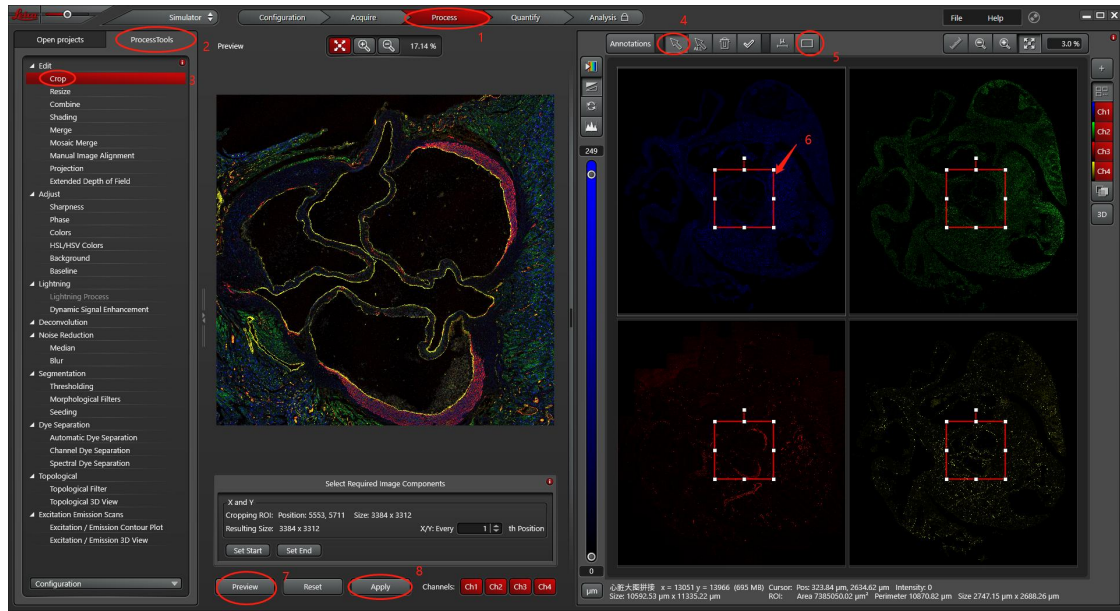 Simulator
Configuration
Acquire
Process
Quantify
Analysis
File
Help
1
Open projects
ProcessTools
2
Preview
17.14 %
Annotations
4
5
3.0 %
Edit
Crop
3
Resize
Combine
Shading
Merge
Mosaic Merge
Manual Image Alignment
Projection
Extended Depth of Field
Adjust
Sharpness
Phase
Colors
HSL/HSV Colors
Background
Baseline
Lightning
Lightning Process
Dynamic Signal Enhancement
Deconvolution
Noise Reduction
Median
Blur
Segmentation
Thresholding
Morphological Filters
Seeding
Dye Separation
Automatic Dye Separation
Channel Dye Separation
Spectral Dye Separation
Topological
Topological Filter
Topological 3D View
Excitation Emission Scans
Excitation / Emission Contour Plot
Excitation / Emission 3D View
Configuration
Select Required Image Components
X and Y
Cropping ROI: Position: 5553, 5711 Size: 3384 x 3312
Resulting Size: 3384 x 3312 X/Y: Every 1 th Position
Set Start Set End
7
8
Preview Reset Apply Channels: Ch1 Ch2 Ch3 Ch4
249
0
6
Ch1
Ch2
Ch3
Ch4
3D
µm
心脏大图拼接 x = 13051 y = 13966 (695 MB) Cursor: Pos: 323.84 µm, 2634.62 µm Intensity: 0
Size: 10592.53 µm x 11335.22 µm ROI: Area 7385050.02 µm² Perimeter 10870.82 µm Size 2747.15 µm x 2688.26 µm